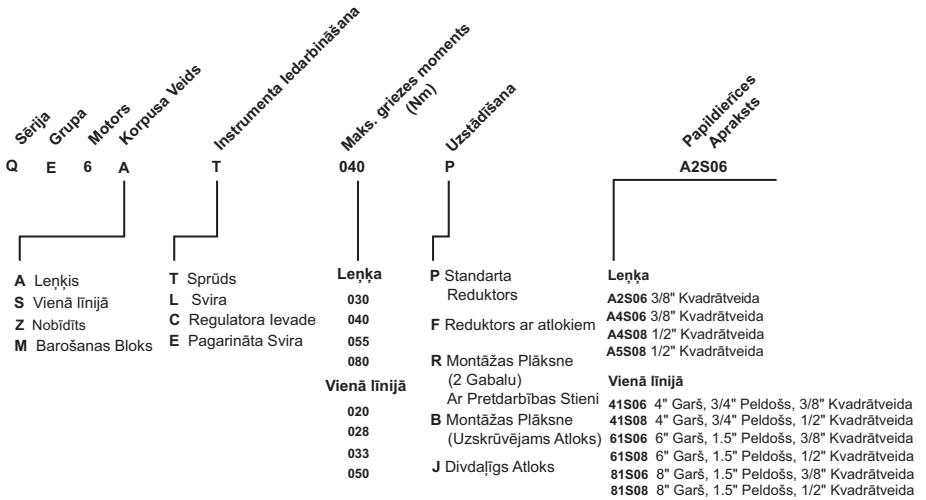 Sērija
Grupa
Motors
Korpusa Veids
Instrumenta Iedarbināšana
Maks. griezes moments
(Nm)
Uzstādīšana
Papildierīces
Apraksts
Q E 6 A T 040 P A2S06
A Leņķis
S Vienā līnijā
Z Nobīdīts
M Barošanas Bloks
T Sprūds
L Svira
C Regulatora Ievade
E Pagarināta Svira
Leņķa
030
040
055
080
Vienā līnijā
020
028
033
050
P Standarta
Reduktors
F Reduktors ar atlokiem
R Montāžas Plāksne
(2 Gabalu)
Ar Pretdarbības Stieni
B Montāžas Plāksne
(Uzskrūvējams Atloks)
J Divdaļīgs Atloks
Leņķa
A2S06 3/8" Kvadrātveida
A4S06 3/8" Kvadrātveida
A4S08 1/2" Kvadrātveida
A5S08 1/2" Kvadrātveida
Vienā līnijā
41S06 4" Garš, 3/4" Peldošs, 3/8" Kvadrātveida
41S08 4" Garš, 3/4" Peldošs, 1/2" Kvadrātveida
61S06 6" Garš, 1.5" Peldošs, 3/8" Kvadrātveida
61S08 6" Garš, 1.5" Peldošs, 1/2" Kvadrātveida
81S06 8" Garš, 1.5" Peldošs, 3/8" Kvadrātveida
81S08 8" Garš, 1.5" Peldošs, 1/2" Kvadrātveida